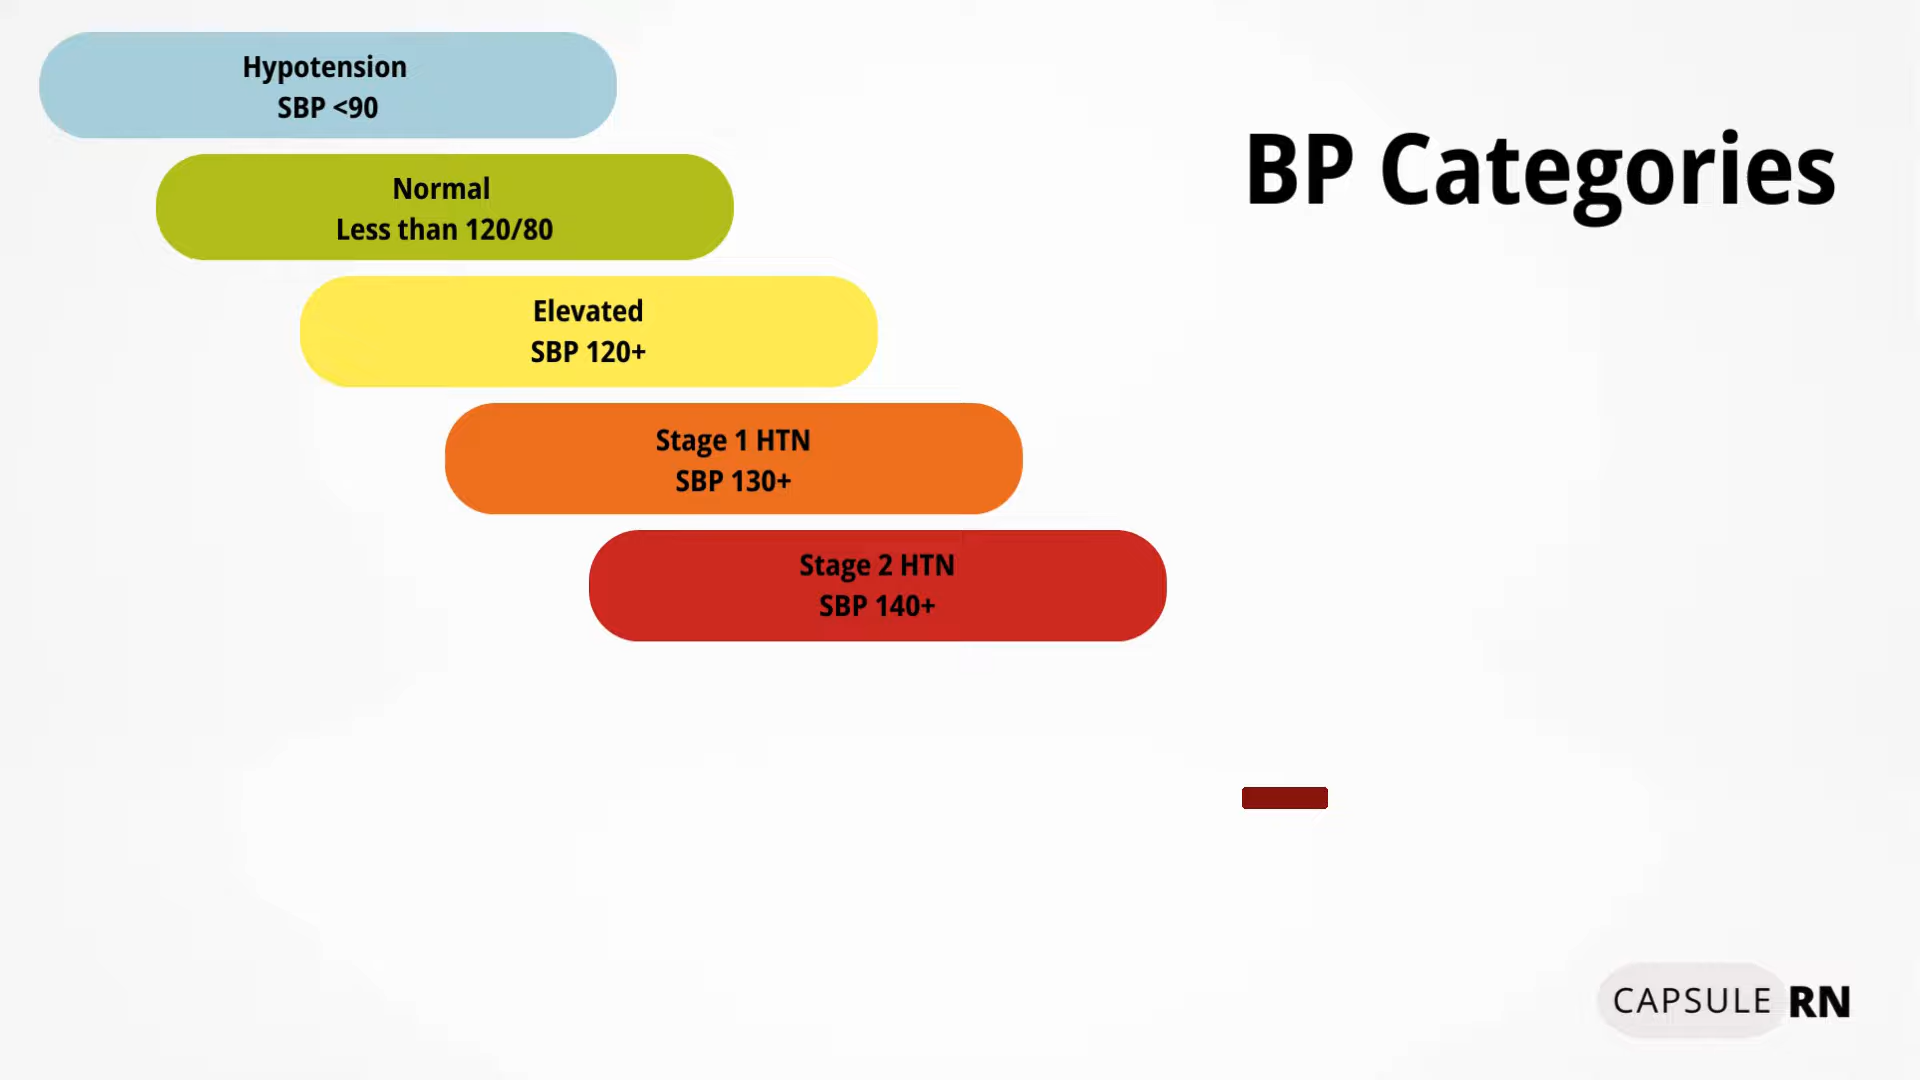 Hypotension
SBP <90
Normal
Less than 120/80
Elevated
SBP 120+
Stage 1 HTN
SBP 130+
Stage 2 HTN
SBP 140+
BP Categories
CAPSULE RN